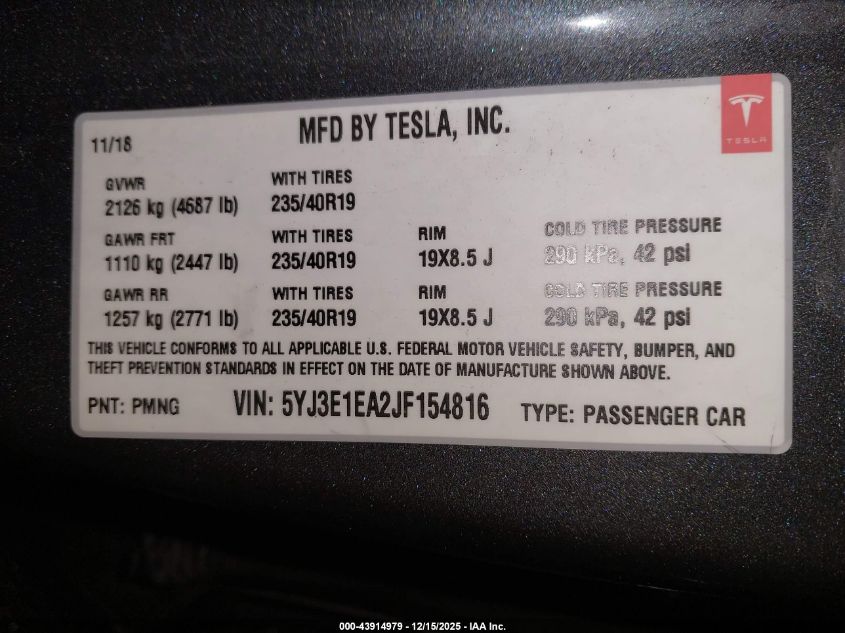 11/18
MFD BY TESLA, INC.
TESLA
GVWR
2126 kg (4687 lb)
WITH TIRES
235/40R19
GAWR FRT
1110 kg (2447 lb)
WITH TIRES
235/40R19
RIM
19X8.5 J
COLD TIRE PRESSURE
290 kPa, 42 psi
GAWR RR
1257 kg (2771 lb)
WITH TIRES
235/40R19
RIM
19X8.5 J
COLD TIRE PRESSURE
290 kPa, 42 psi
THIS VEHICLE CONFORMS TO ALL APPLICABLE U.S. FEDERAL MOTOR VEHICLE SAFETY, BUMPER, AND
THEFT PREVENTION STANDARDS IN EFFECT ON THE DATE OF MANUFACTURE SHOWN ABOVE.
PNT: PMNG
VIN: 5YJ3E1EA2JF154816
TYPE: PASSENGER CAR
000-43914979 - 12/15/2025 - IAA Inc.